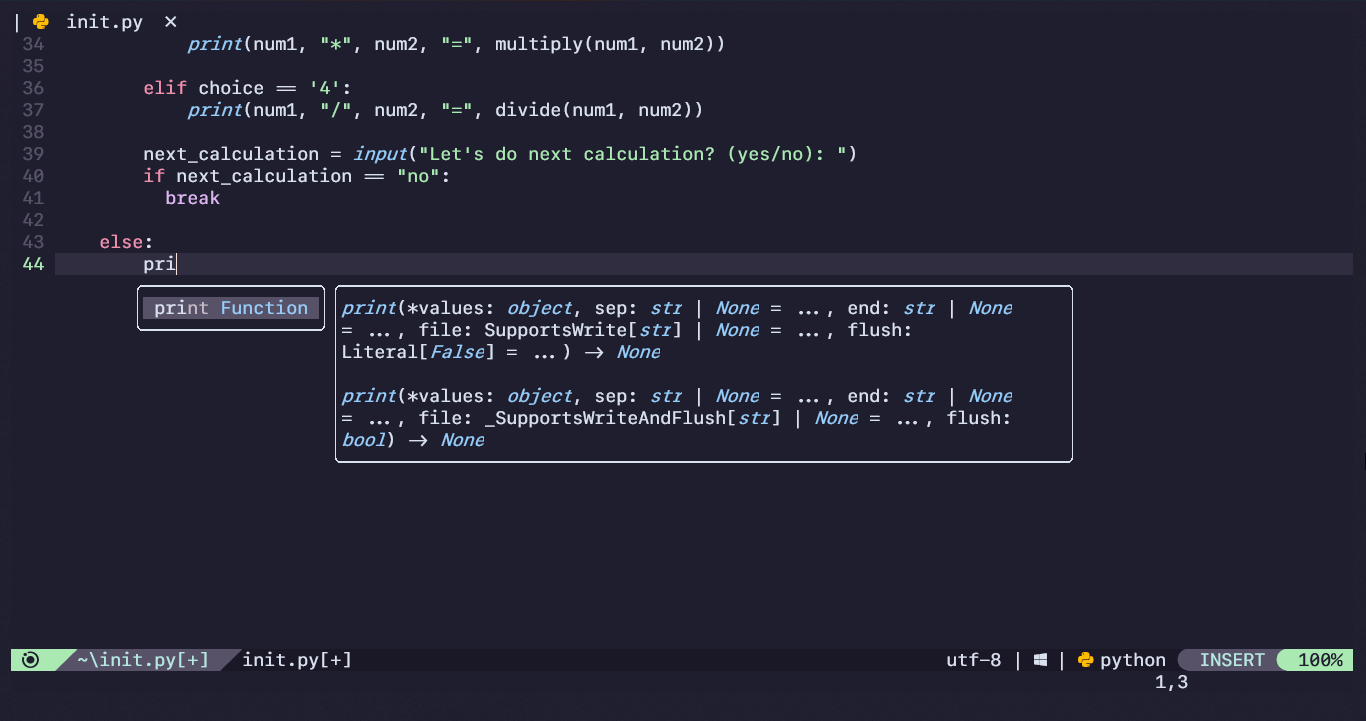 | init.py ✕
34 print(num1, "*", num2, "=", multiply(num1, num2))
35
36 elif choice == '4':
37 print(num1, "/", num2, "=", divide(num1, num2))
38
39 next_calculation = input("Let's do next calculation? (yes/no): ")
40 if next_calculation == "no":
41 break
42
43 else:
44 pri
print Function
print(*values: object, sep: str | None = ..., end: str | None
= ..., file: SupportsWrite[str] | None = ..., flush:
Literal[False] = ...) -> None
print(*values: object, sep: str | None = ..., end: str | None
= ..., file: _SupportsWriteAndFlush[str] | None = ..., flush:
bool) -> None
~\init.py[+] init.py[+] utf-8 | | python INSERT 100%
1,3